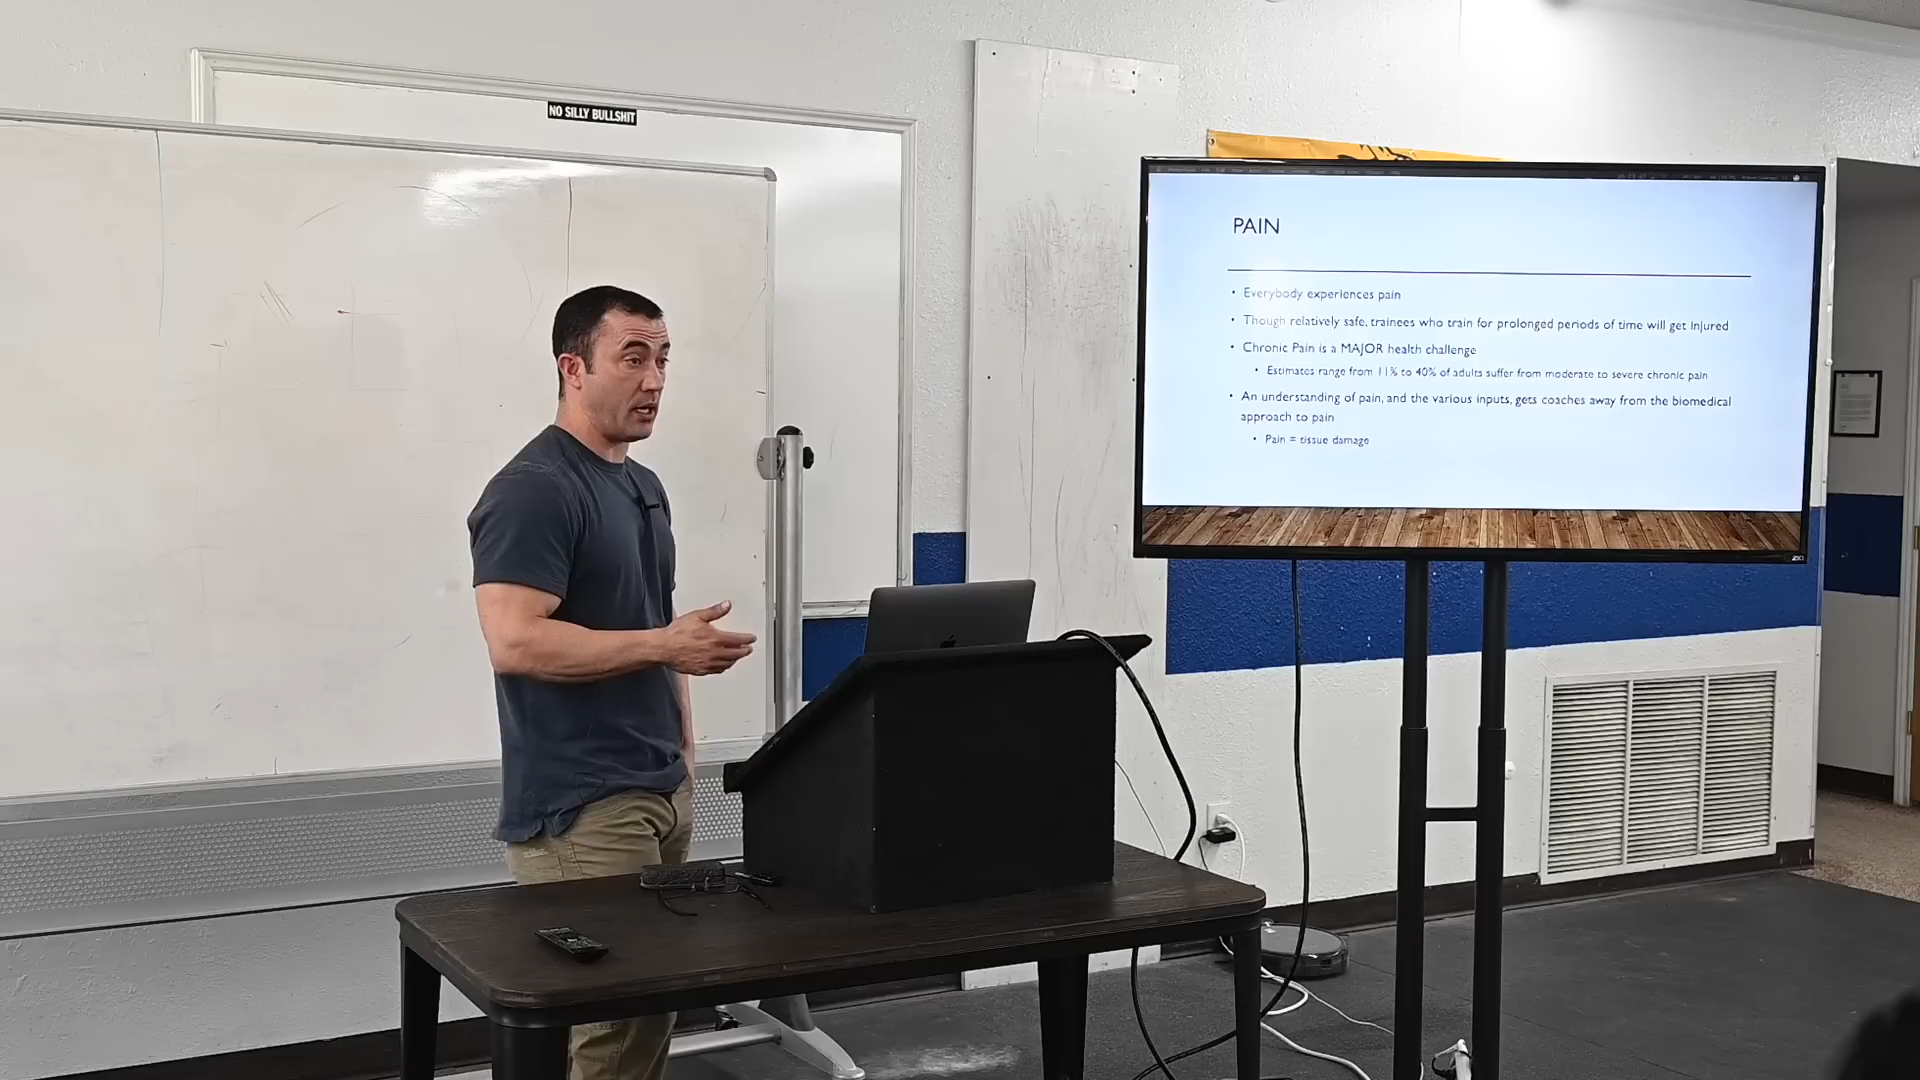 NO SILLY BULLSHIT
PAIN
• Everybody experiences pain
• Though relatively safe, trainees who train for prolonged periods of time will get injured
• Chronic Pain is a MAJOR health challenge
• Estimates range from 11% to 40% of adults suffer from moderate to severe chronic pain
• An understanding of pain, and the various inputs, gets coaches away from the biomedical
approach to pain
• Pain = tissue damage